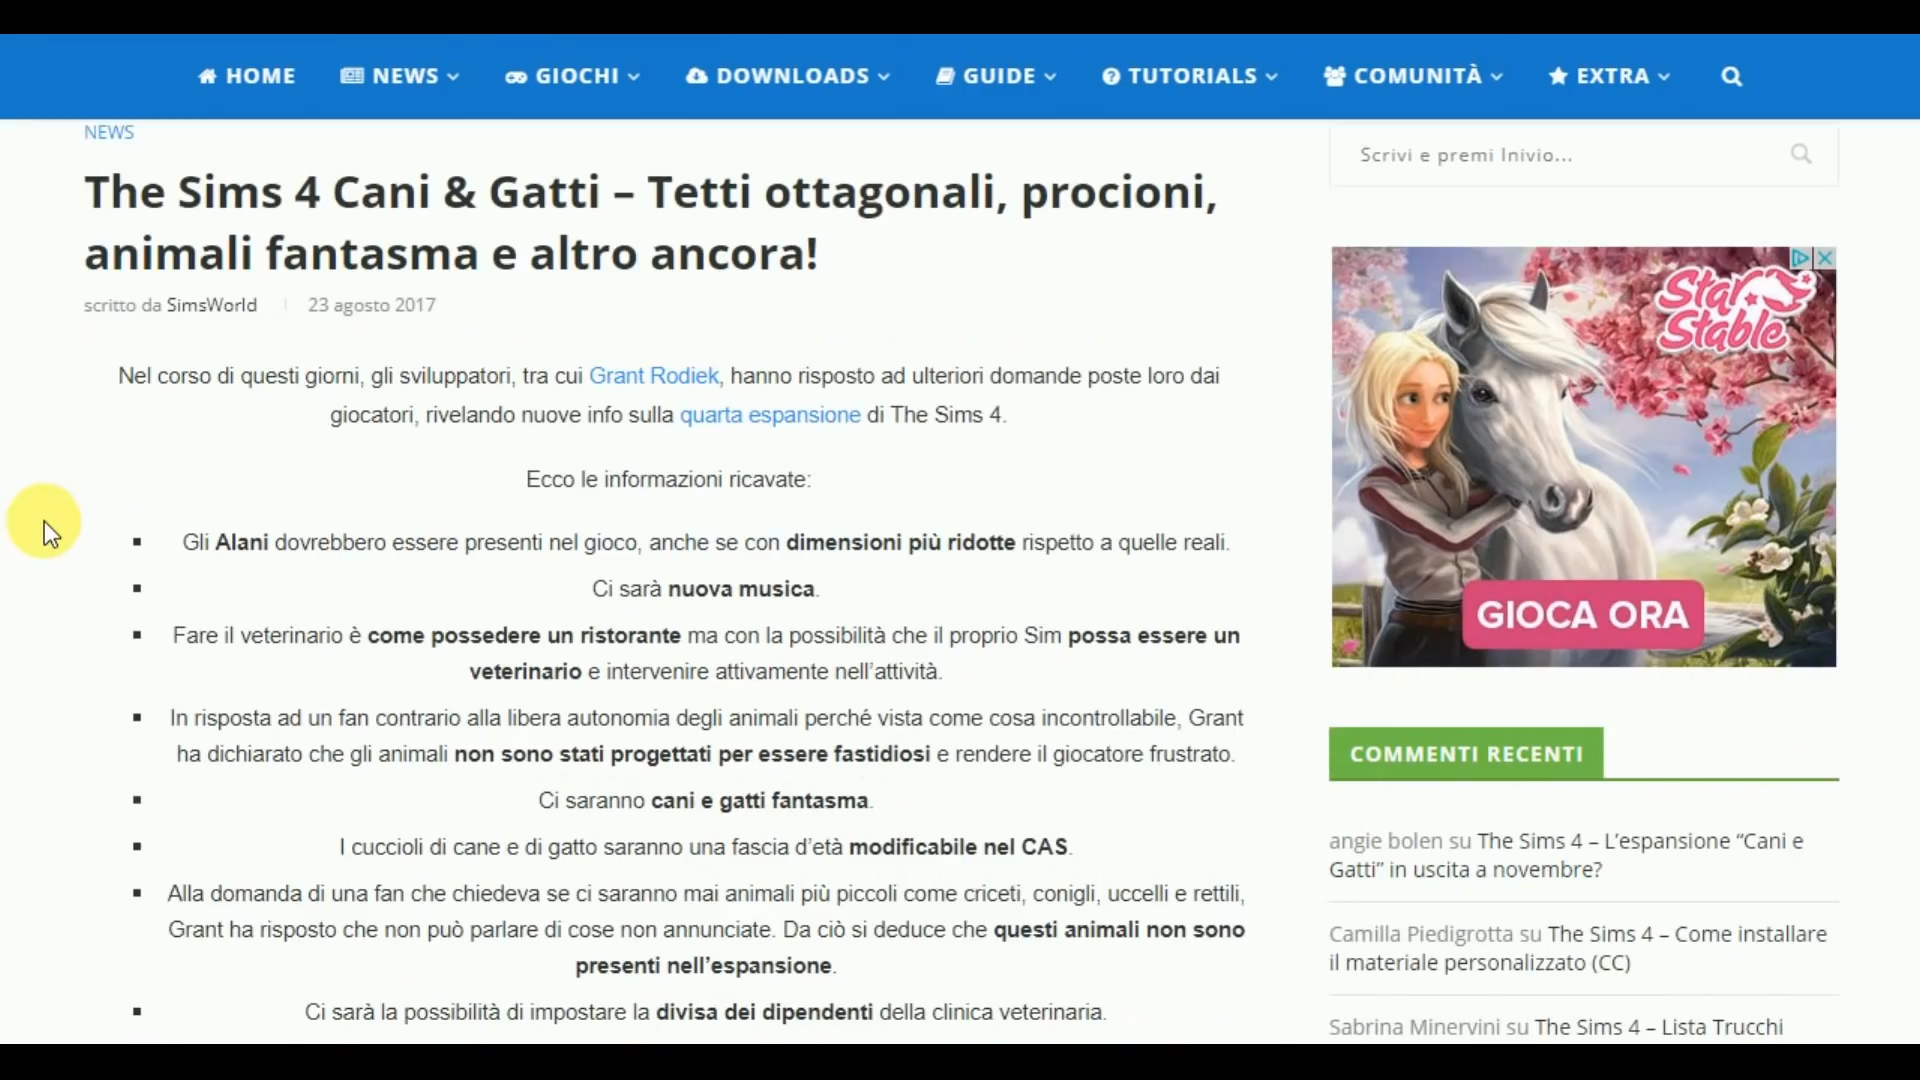 HOME NEWS GIOCHI DOWNLOADS GUIDE TUTORIALS COMUNITÀ EXTRA
NEWS
The Sims 4 Cani & Gatti – Tetti ottagonali, procioni,
animali fantasma e altro ancora!
scritto da SimsWorld 23 agosto 2017
Nel corso di questi giorni, gli sviluppatori, tra cui Grant Rodiek, hanno risposto ad ulteriori domande poste loro dai
giocatori, rivelando nuove info sulla quarta espansione di The Sims 4.
Ecco le informazioni ricavate:
Gli Alani dovrebbero essere presenti nel gioco, anche se con dimensioni più ridotte rispetto a quelle reali.
Ci sarà nuova musica.
Fare il veterinario è come possedere un ristorante ma con la possibilità che il proprio Sim possa essere un
veterinario e intervenire attivamente nell’attività.
In risposta ad un fan contrario alla libera autonomia degli animali perché vista come cosa incontrollabile, Grant
ha dichiarato che gli animali non sono stati progettati per essere fastidiosi e rendere il giocatore frustrato.
Ci saranno cani e gatti fantasma.
I cuccioli di cane e di gatto saranno una fascia d’età modificabile nel CAS.
Alla domanda di una fan che chiedeva se ci saranno mai animali più piccoli come criceti, conigli, uccelli e rettili,
Grant ha risposto che non può parlare di cose non annunciate. Da ciò si deduce che questi animali non sono
presenti nell’espansione.
Ci sarà la possibilità di impostare la divisa dei dipendenti della clinica veterinaria.
Scrivi e premi Inivio...
Star
Stable
GIOCA ORA
COMMENTI RECENTI
angie bolen su The Sims 4 – L’espansione “Cani e
Gatti” in uscita a novembre?
Camilla Piedigrotta su The Sims 4 – Come installare
il materiale personalizzato (CC)
Sabrina Minervini su The Sims 4 – Lista Trucchi